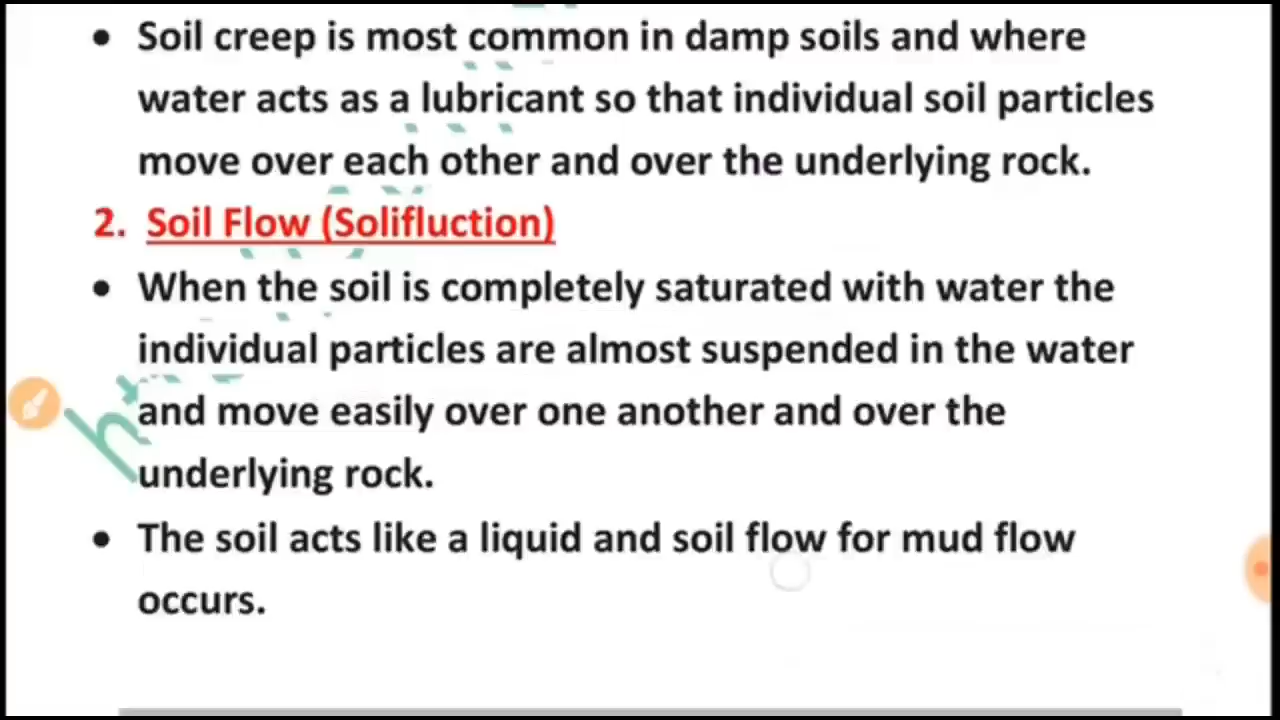 • Soil creep is most common in damp soils and where
water acts as a lubricant so that individual soil particles
move over each other and over the underlying rock.
2. Soil Flow (Solifluction)
• When the soil is completely saturated with water the
individual particles are almost suspended in the water
and move easily over one another and over the
underlying rock.
• The soil acts like a liquid and soil flow for mud flow
occurs.